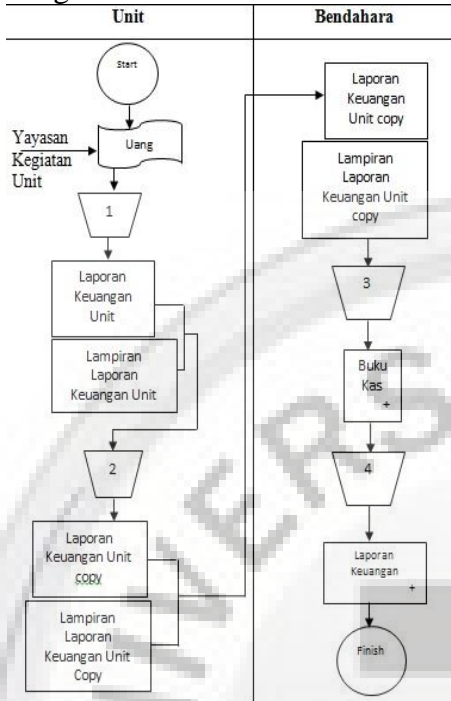 Unit
Start
Uang
Yayasan
Kegiatan
Unit
1
Laporan
Keuangan
Unit
Lampiran
Laporan
Keuangan Unit
2
Laporan
Keuangan Unit
copy
Lampiran
Laporan
Keuangan Unit
Copy
Bendahara
Laporan
Keuangan
Unit copy
Lampiran
Laporan
Keuangan Unit
copy
3
Buku
Kas
+
4
Laporan
Keuangan
+
Finish